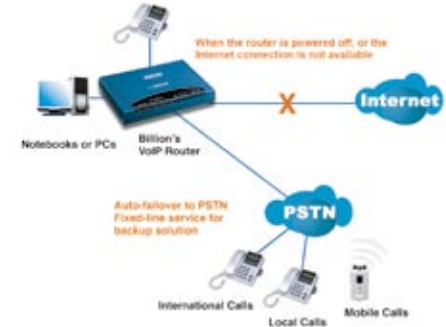 When the router is powered off, or the
Internet connection is not available
X
Internet
Notebooks or PCs
Billion's
VoIP Router
Auto-failover to PSTN
Fixed-line service for
backup solution
PSTN
International Calls
Local Calls
Mobile Calls